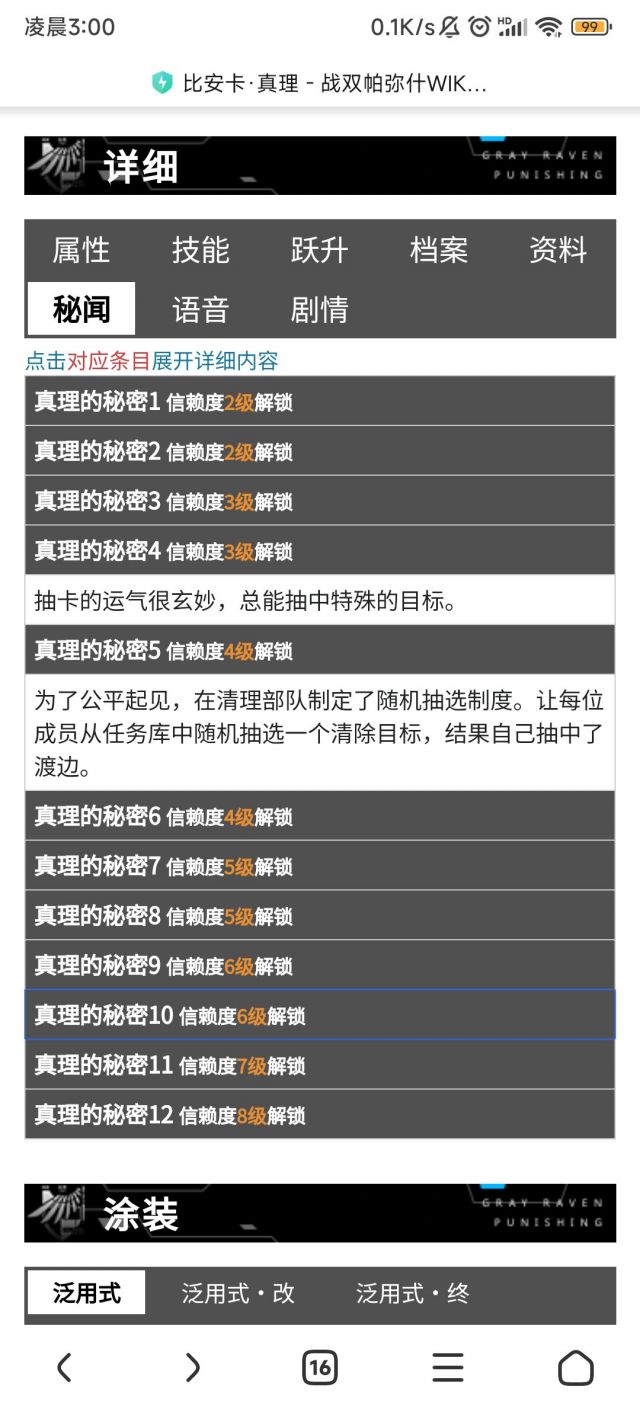 凌晨3:00
0.1K/s
HD
99
比安卡·真理 - 战双帕弥什WIK...
详细
GRAY RAVEN
PUNISHING
属性 技能 跃升 档案 资料
秘闻 语音 剧情
点击对应条目展开详细内容
真理的秘密1 信赖度2级解锁
真理的秘密2 信赖度2级解锁
真理的秘密3 信赖度3级解锁
真理的秘密4 信赖度3级解锁
抽卡的运气很玄妙，总能抽中特殊的目标。
真理的秘密5 信赖度4级解锁
为了公平起见，在清理部队制定了随机抽选制度。让每位
成员从任务库中随机抽选一个清除目标，结果自己抽中了
渡边。
真理的秘密6 信赖度4级解锁
真理的秘密7 信赖度5级解锁
真理的秘密8 信赖度5级解锁
真理的秘密9 信赖度6级解锁
真理的秘密10 信赖度6级解锁
真理的秘密11 信赖度7级解锁
真理的秘密12 信赖度8级解锁
涂装
GRAY RAVEN
PUNISHING
泛用式 泛用式·改 泛用式·终
16